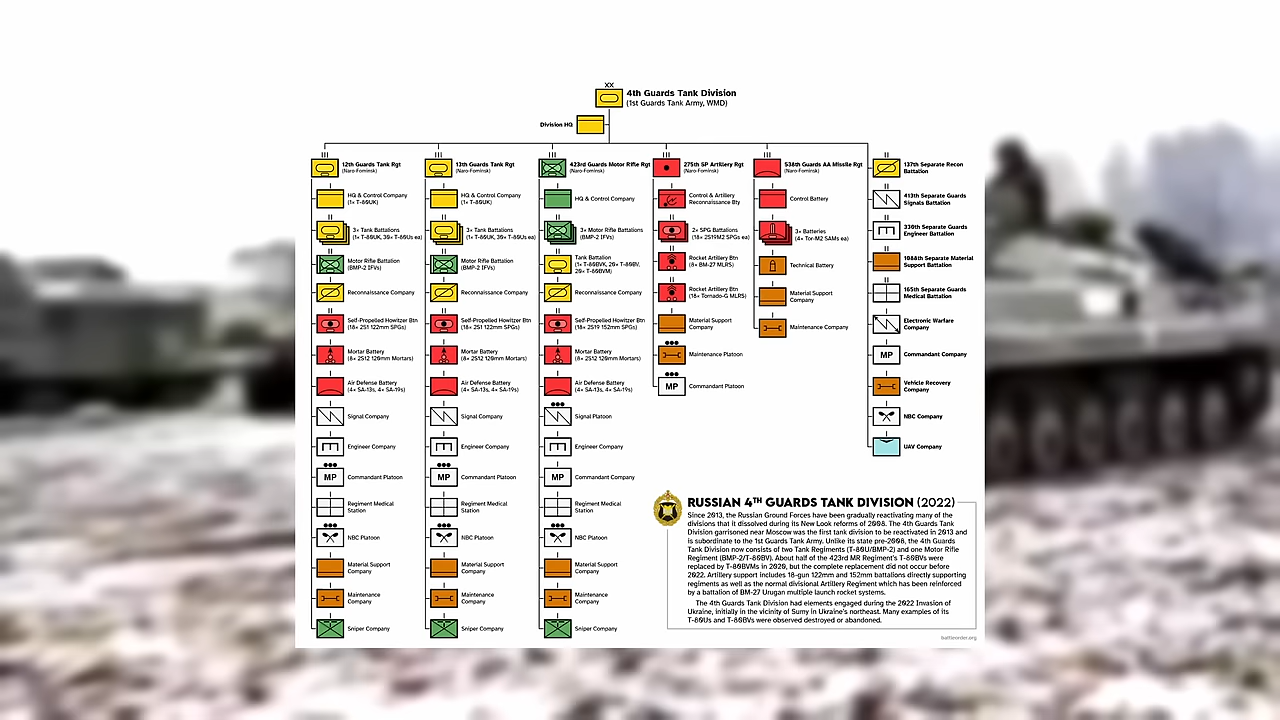 XX
4th Guards Tank Division
(1st Guards Tank Army, WMD)
Division HQ
12th Guards Tank Rgt
(Naro-Fominsk)
HQ & Control Company
(1× T-80UK)
3× Tank Battalions
(1× T-80UK, 30× T-80Us ea)
Motor Rifle Battalion
(BMP-2 IFVs)
Reconnaissance Company
Self-Propelled Howitzer Btn
(18× 2S1 122mm SPGs)
Mortar Battery
(8× 2S12 120mm Mortars)
Air Defense Battery
(4× SA-13s, 4× SA-19s)
Signal Company
Engineer Company
MP
Commandant Platoon
Regiment Medical
Station
NBC Platoon
Material Support
Company
Maintenance
Company
Sniper Company
13th Guards Tank Rgt
(Naro-Fominsk)
HQ & Control Company
(1× T-80UK)
3× Tank Battalions
(1× T-80UK, 30× T-80Us ea)
Motor Rifle Battalion
(BMP-2 IFVs)
Reconnaissance Company
Self-Propelled Howitzer Btn
(18× 2S1 122mm SPGs)
Mortar Battery
(8× 2S12 120mm Mortars)
Air Defense Battery
(4× SA-13s, 4× SA-19s)
Signal Company
Engineer Company
MP
Commandant Platoon
Regiment Medical
Station
NBC Platoon
Material Support
Company
Maintenance
Company
Sniper Company
423rd Guards Motor Rifle Rgt
(Naro-Fominsk)
HQ & Control Company
3× Motor Rifle Battalions
(BMP-2 IFVs)
Tank Battalion
(1× T-80BVK, 20× T-80BV,
20× T-80BVM)
Reconnaissance Company
Self-Propelled Howitzer Btn
(18× 2S19 152mm SPGs)
Mortar Battery
(8× 2S12 120mm Mortars)
Air Defense Battery
(4× SA-13s, 4× SA-19s)
Signal Platoon
Engineer Company
MP
Commandant Company
Regiment Medical
Station
NBC Platoon
Material Support
Company
Maintenance
Company
Sniper Company
275th SP Artillery Rgt
(Naro-Fominsk)
Control & Artillery
Reconnaissance Bty
2× SPG Battalions
(18× 2S19M2 SPGs ea)
Rocket Artillery Btn
(8× BM-27 MLRS)
Rocket Artillery Btn
(18× Tornado-G MLRS)
Material Support
Company
Maintenance Platoon
MP
Commandant Platoon
538th Guards AA Missile Rgt
(Naro-Fominsk)
Control Battery
3× Batteries
(4× Tor-M2 SAMs ea)
Technical Battery
Material Support
Company
Maintenance Company
137th Separate Recon
Battalion
413th Separate Guards
Signals Battalion
330th Separate Guards
Engineer Battalion
1088th Separate Material
Support Battalion
165th Separate Guards
Medical Battalion
Electronic Warfare
Company
MP
Commandant Company
Vehicle Recovery
Company
NBC Company
UAV Company
RUSSIAN 4TH GUARDS TANK DIVISION (2022)
Since 2013, the Russian Ground Forces have been gradually reactivating many of the
divisions that it dissolved during its New Look reforms of 2008. The 4th Guards Tank
Division garrisoned near Moscow was the first tank division to be reactivated in 2013 and
is subordinate to the 1st Guards Tank Army. Unlike its state pre-2008, the 4th Guards
Tank Division now consists of two Tank Regiments (T-80U/BMP-2) and one Motor Rifle
Regiment (BMP-2/T-80BV). About half of the 423rd MR Regiment's T-80BVs were
replaced by T-80BVMs in 2020, but the complete replacement did not occur before
2022. Artillery support includes 18-gun 122mm and 152mm battalions directly supporting
regiments as well as the normal divisional Artillery Regiment which has been reinforced
by a battalion of BM-27 Uragan multiple launch rocket systems.
The 4th Guards Tank Division had elements engaged during the 2022 Invasion of
Ukraine, initially in the vicinity of Sumy in Ukraine's northeast. Many examples of its
T-80Us and T-80BVs were observed destroyed or abandoned.
battleorder.org